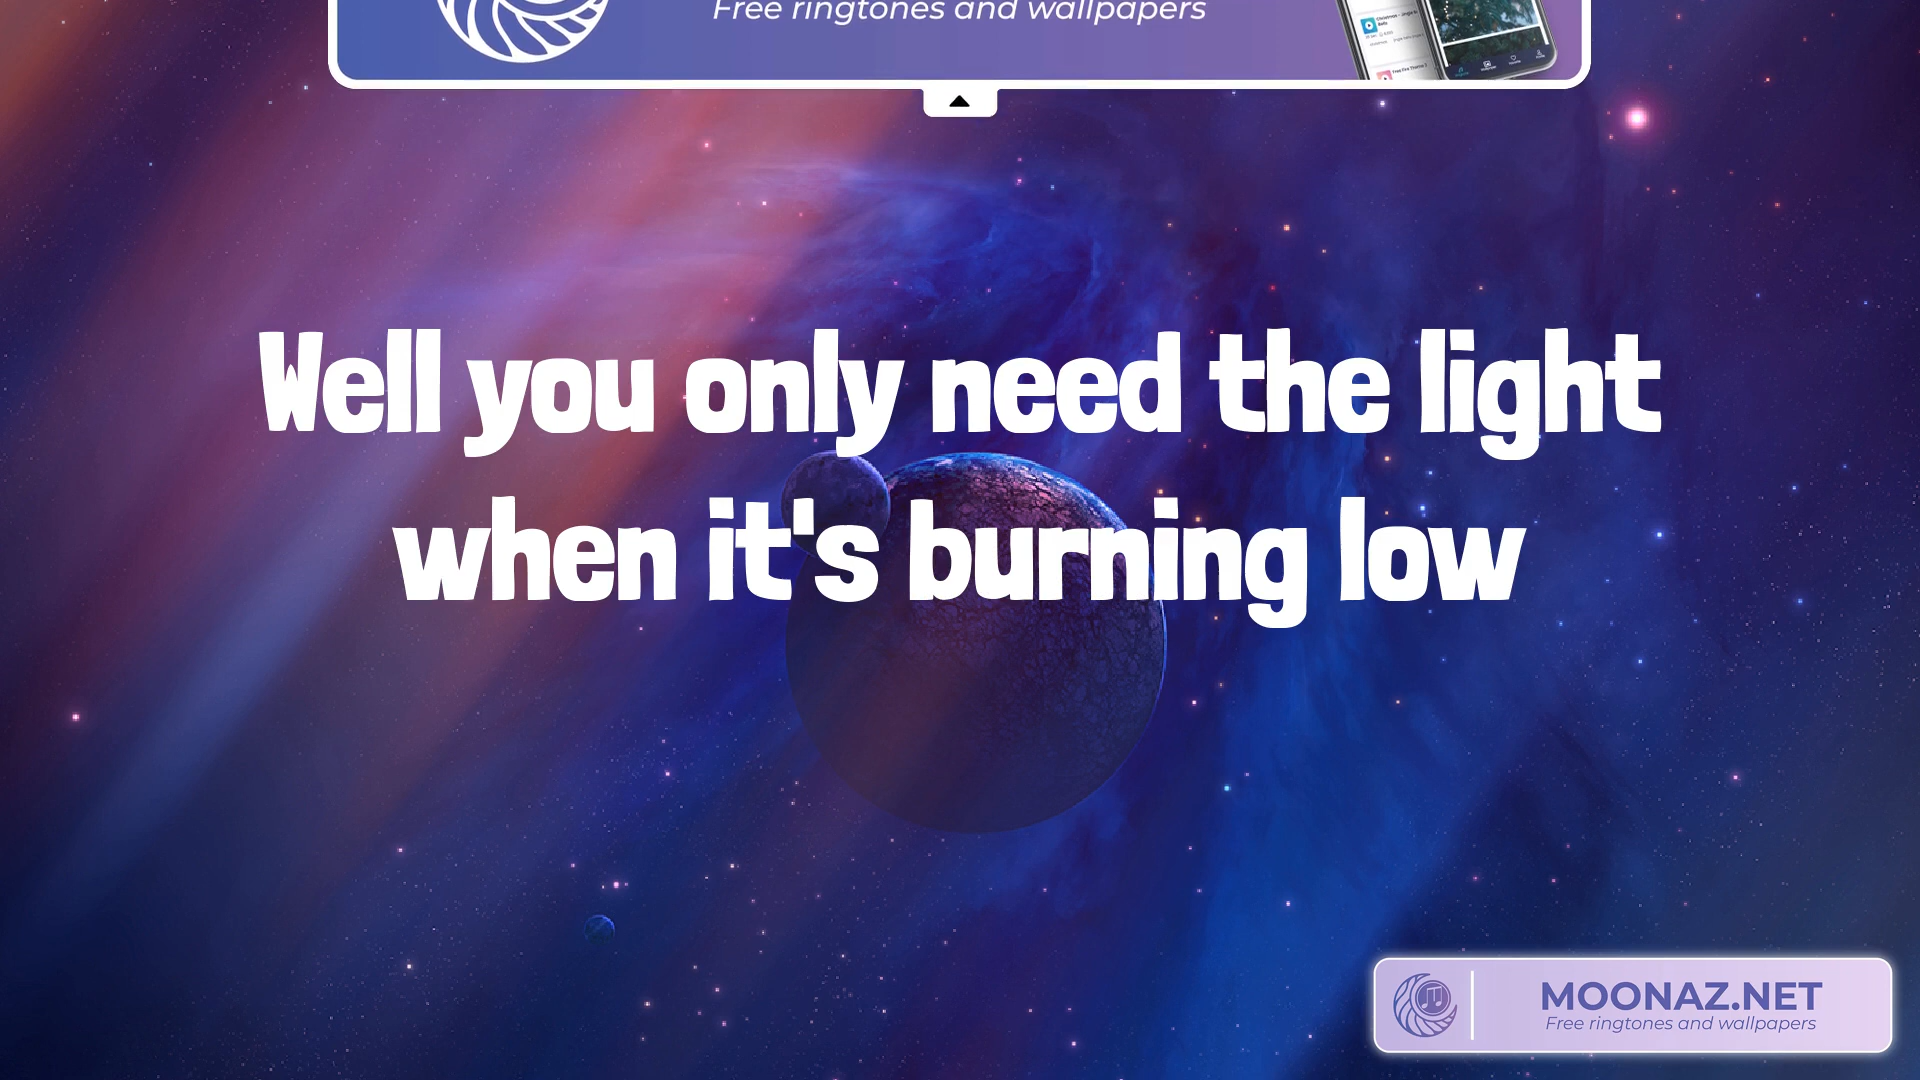 Free ringtones and wallpapers
Well you only need the light
when it's burning low
MOONAZ.NET
Free ringtones and wallpapers